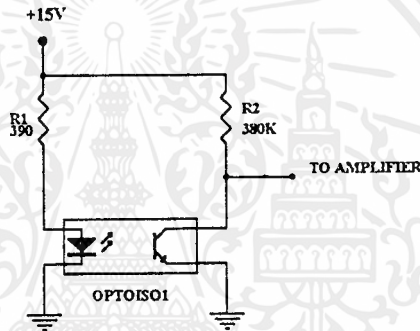 +15V
R1
390
R2
380K
TO AMPLIFIER
OPTOISO1